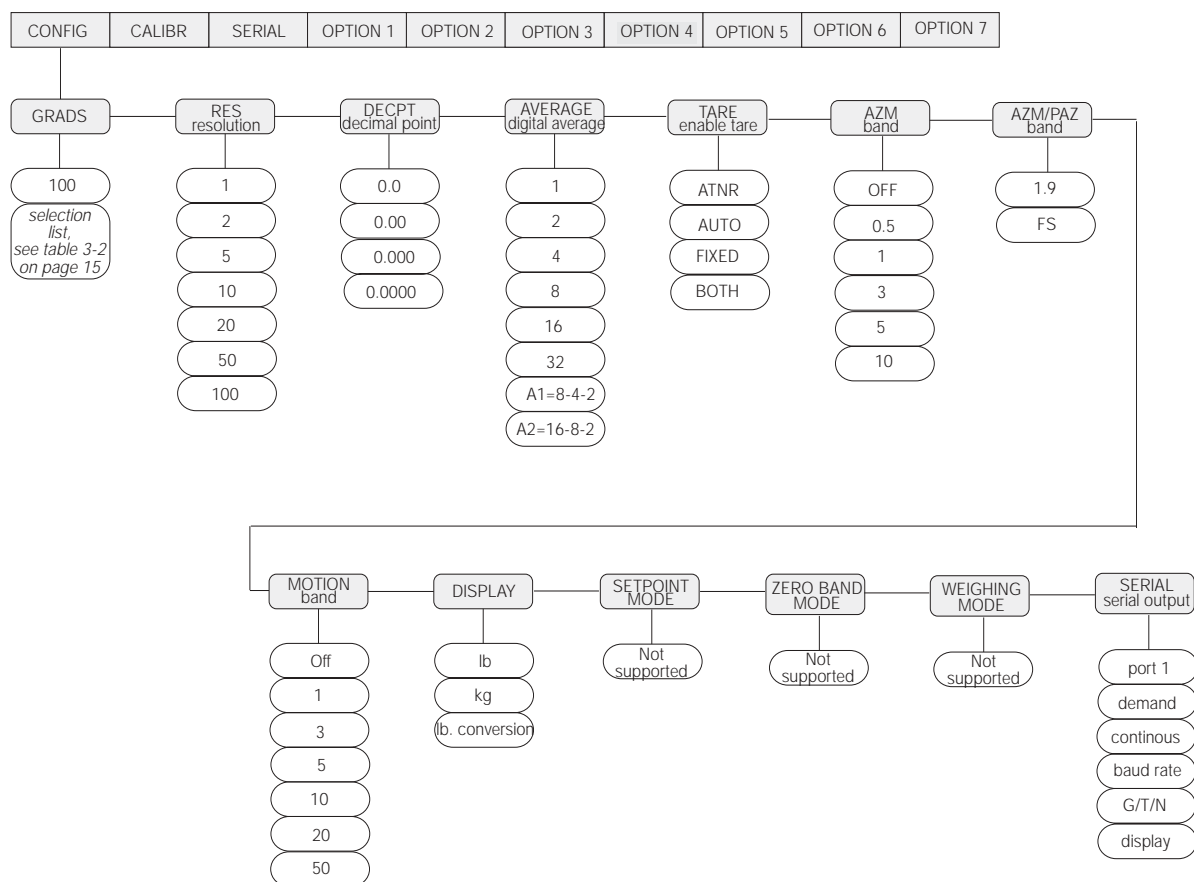 CONFIG CALIBR SERIAL OPTION 1 OPTION 2 OPTION 3 OPTION 4 OPTION 5 OPTION 6 OPTION 7
GRADS
100
selection
list,
see table 3-2
on page 15
RES
resolution
1
2
5
10
20
50
100
DECPT
decimal point
0.0
0.00
0.000
0.0000
AVERAGE
digital average
1
2
4
8
16
32
A1=8-4-2
A2=16-8-2
TARE
enable tare
ATNR
AUTO
FIXED
BOTH
AZM
band
OFF
0.5
1
3
5
10
AZM/PAZ
band
1.9
FS
MOTION
band
Off
1
3
5
10
20
50
DISPLAY
lb
kg
lb. conversion
SETPOINT
MODE
Not
supported
ZERO BAND
MODE
Not
supported
WEIGHING
MODE
Not
supported
SERIAL
serial output
port 1
demand
continous
baud rate
G/T/N
display